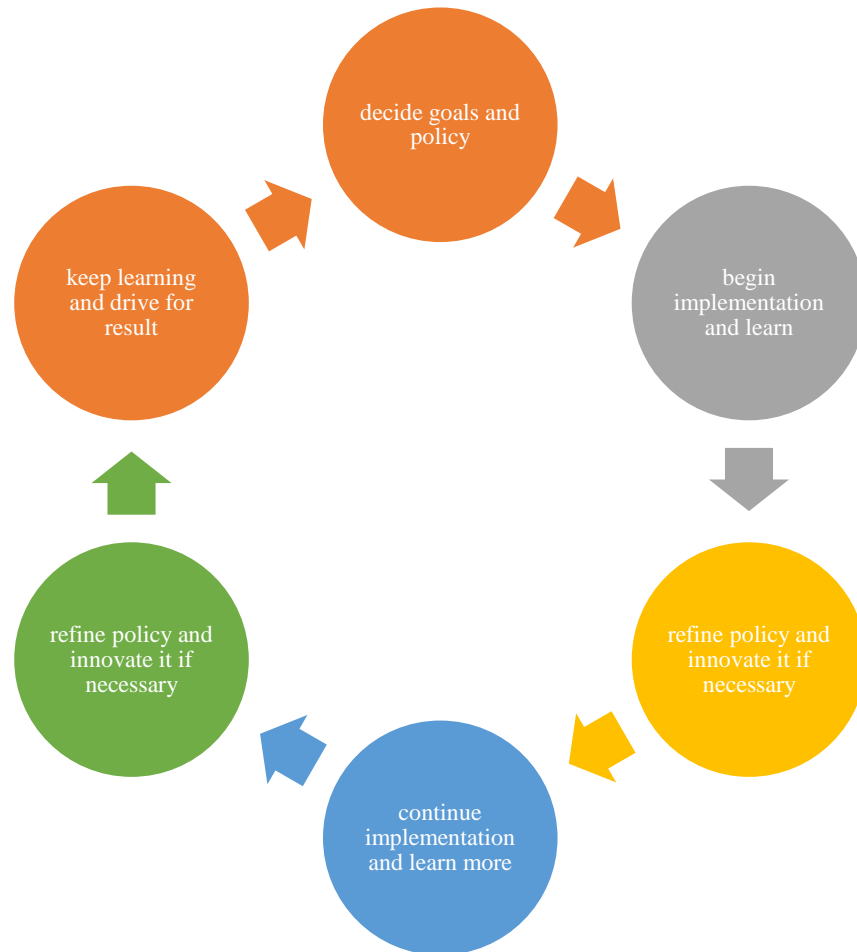 decide goals and
policy
begin
implementation
and learn
refine policy and
innovate it if
necessary
continue
implementation
and learn more
refine policy and
innovate it if
necessary
keep learning
and drive for
result